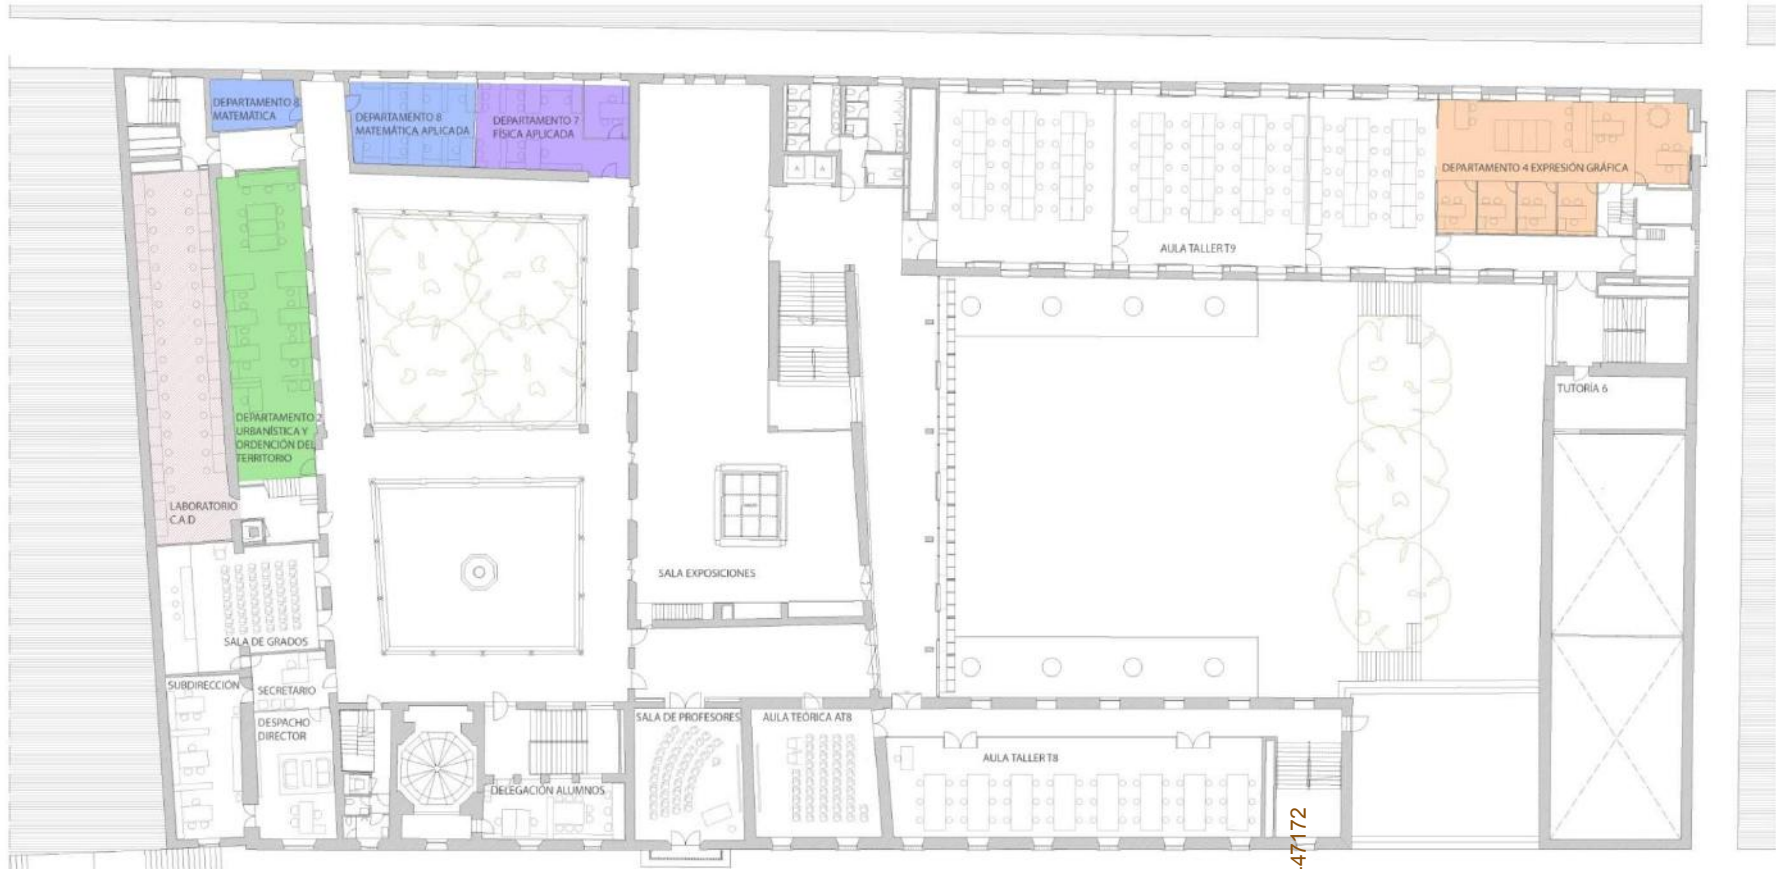 DEPARTAMENTO 8
MATEMÁTICA
DEPARTAMENTO 8
MATEMÁTICA APLICADA
DEPARTAMENTO 7
FÍSICA APLICADA
DEPARTAMENTO 4 EXPRESIÓN GRÁFICA
AULA TALLER T9
TUTORÍA 6
DEPARTAMENTO 2
URBANÍSTICA Y
ORDENCIÓN DEL
TERRITORIO
LABORATORIO
C.A.D
SALA EXPOSICIONES
SALA DE GRADOS
SUBDIRECCIÓN
SECRETARIO
DESPACHO
DIRECTOR
DELEGACIÓN ALUMNOS
SALA DE PROFESORES
AULA TEÓRICA AT8
AULA TALLER T8
47172